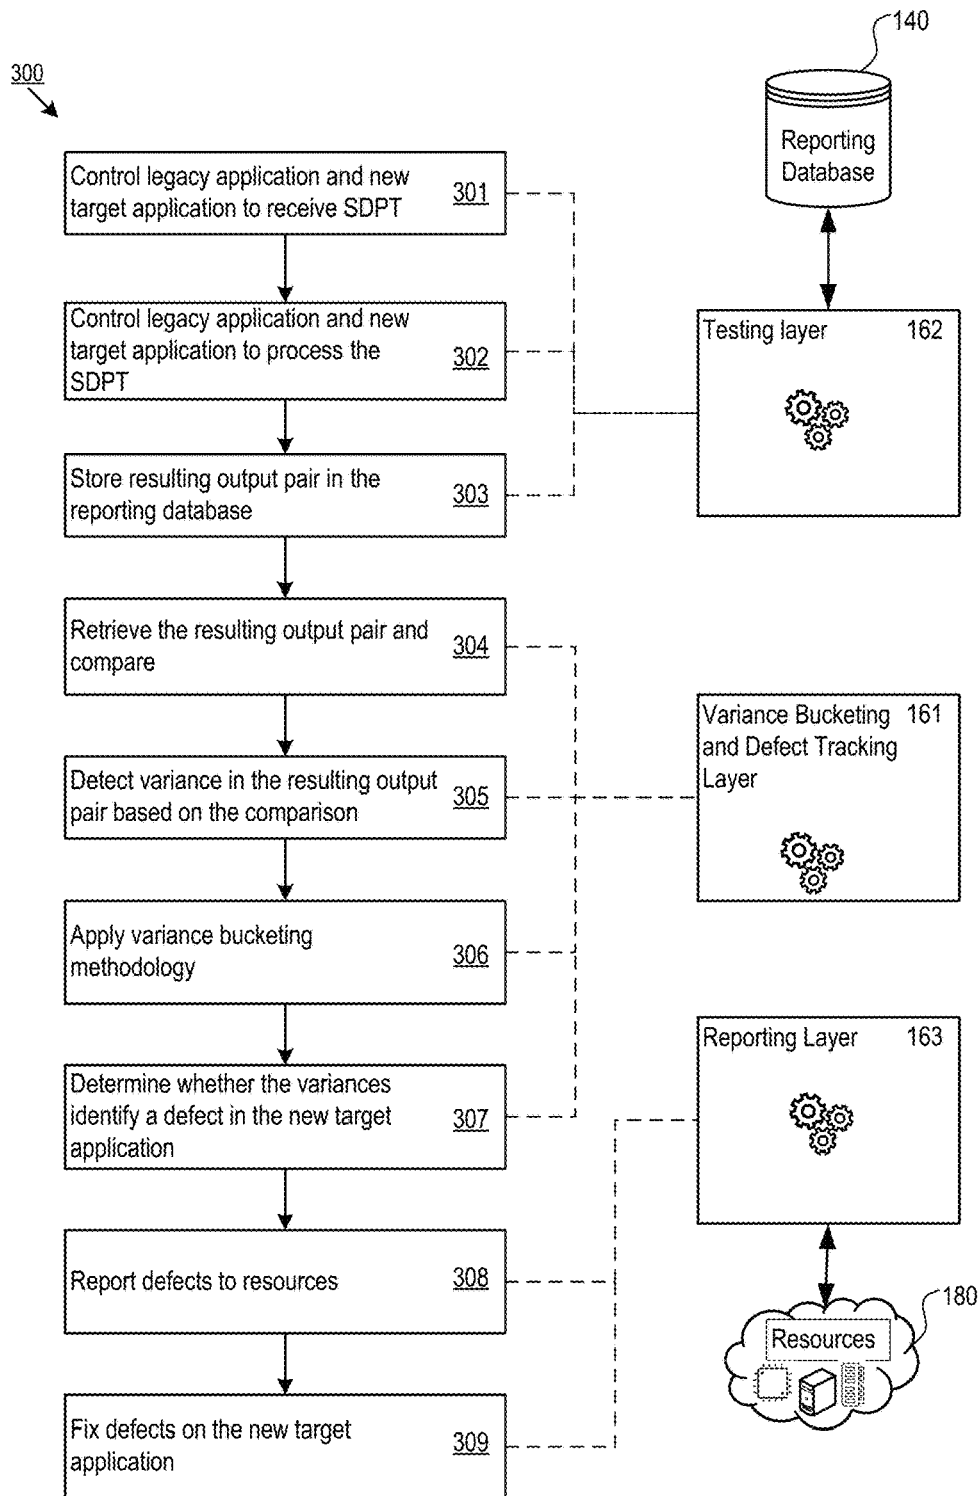 300
140
Reporting
Database
Control legacy application and new
target application to receive SDPT
301
Control legacy application and new
target application to process the
SDPT
302
Testing layer
162
Store resulting output pair in the
reporting database
303
Retrieve the resulting output pair and
compare
304
Detect variance in the resulting output
pair based on the comparison
305
Variance Bucketing
and Defect Tracking
Layer
161
Apply variance bucketing
methodology
306
Determine whether the variances
identify a defect in the new target
application
307
Reporting Layer
163
Report defects to resources
308
Resources
180
Fix defects on the new target
application
309